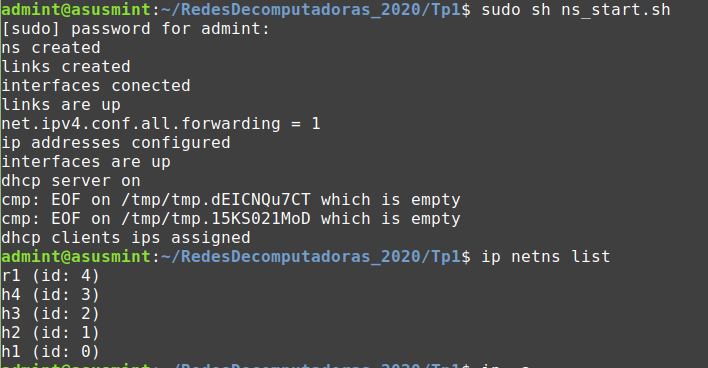 admint@asusmint:~/RedesDecomputadoras_2020/Tp1$ sudo sh ns_start.sh
[sudo] password for admint:
ns created
links created
interfaces conected
links are up
net.ipv4.conf.all.forwarding = 1
ip addresses configured
interfaces are up
dhcp server on
cmp: EOF on /tmp/tmp.dEICNQu7CT which is empty
cmp: EOF on /tmp/tmp.15KS021MoD which is empty
dhcp clients ips assigned
admint@asusmint:~/RedesDecomputadoras_2020/Tp1$ ip netns list
r1 (id: 4)
h4 (id: 3)
h3 (id: 2)
h2 (id: 1)
h1 (id: 0)
admint@asusmint:~/RedesDecomputadoras_2020/Tp1$